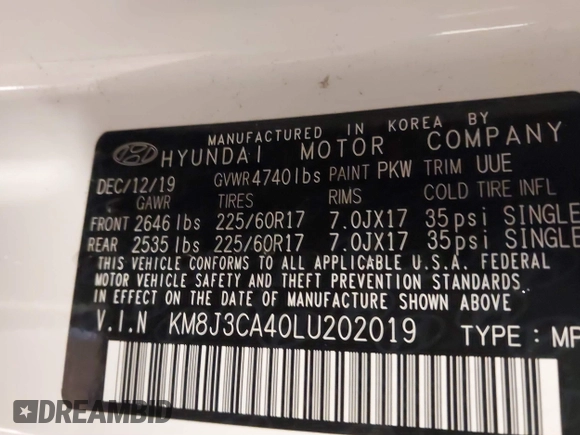 MANUFACTURED IN KOREA BY
HYUNDAI MOTOR COMPANY
DEC/12/19 GVWR 4740 lbs PAINT PKW TRIM UUE
GAWR TIRES RIMS COLD TIRE INFL
FRONT 2646 lbs 225/60R17 7.0JX17 35psi SINGLE
REAR 2535 lbs 225/60R17 7.0JX17 35psi SINGLE
THIS VEHICLE CONFORMS TO ALL APPLICABLE U.S.A. FEDERAL
MOTOR VEHICLE SAFETY AND THEFT PREVENTION STANDARDS.
IN EFFECT ON THE DATE OF MANUFACTURE SHOWN ABOVE.
V.I.N KM8J3CA40LU202019 TYPE : MP
DREAMBID